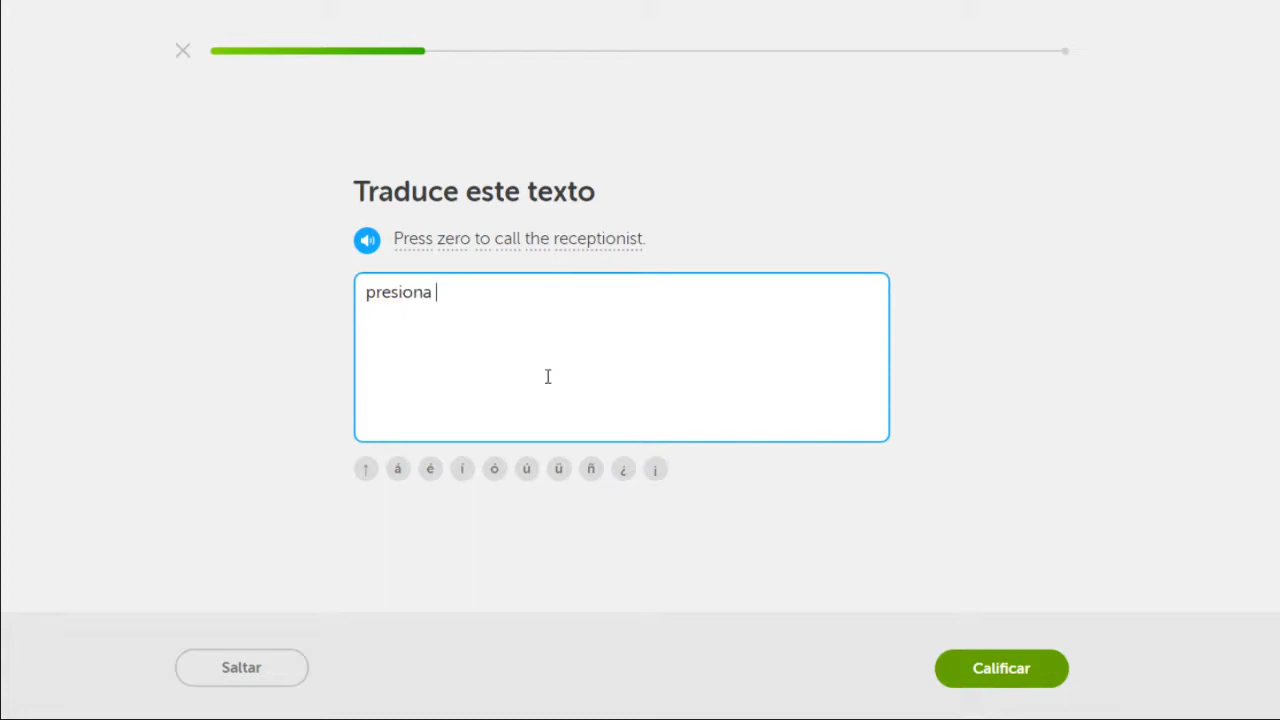 Traduce este texto
Press zero to call the receptionist.
presiona
↑ á é í ó ú ü ñ ¿ ¡
Saltar
Calificar